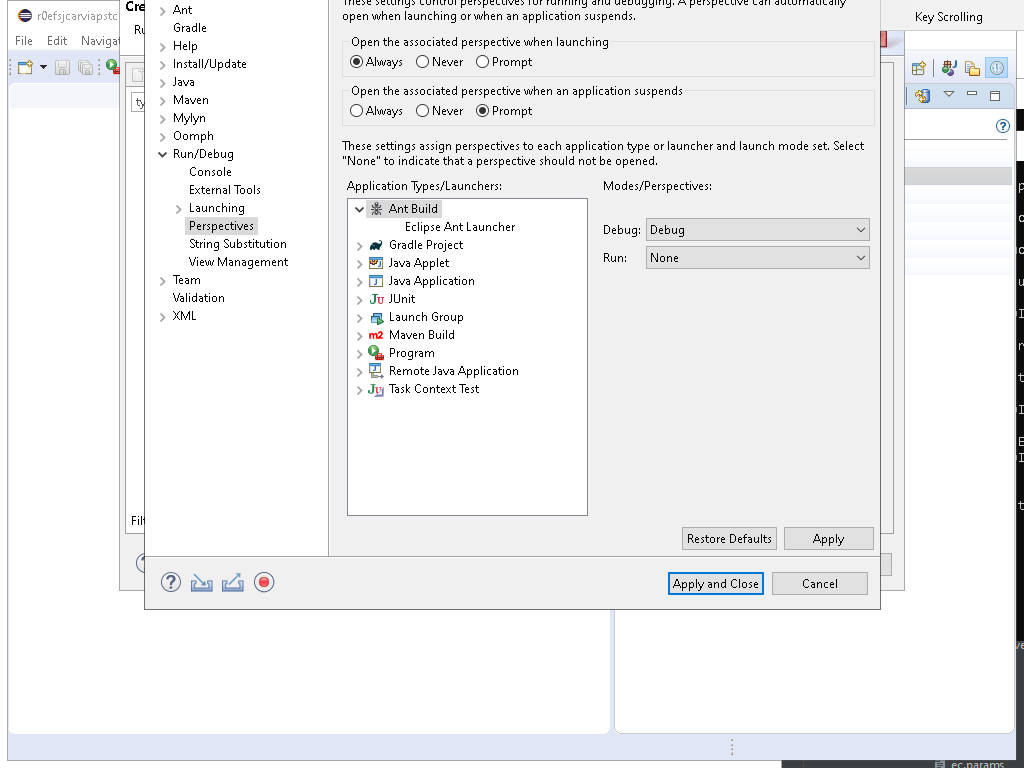 r0efsjcarviapstc
Cre
Key Scrolling
File Edit Navigat
Ru
ty
Filt
Ant
Gradle
Help
Install/Update
Java
Maven
Mylyn
Oomph
Run/Debug
Console
External Tools
Launching
Perspectives
String Substitution
View Management
Team
Validation
XML
These settings control perspectives for running and debugging. A perspective can automatically
open when launching or when an application suspends.
Open the associated perspective when launching
Always Never Prompt
Open the associated perspective when an application suspends
Always Never Prompt
These settings assign perspectives to each application type or launcher and launch mode set. Select
"None" to indicate that a perspective should not be opened.
Application Types/Launchers:
Ant Build
Eclipse Ant Launcher
Gradle Project
Java Applet
Java Application
JUnit
Launch Group
Maven Build
Program
Remote Java Application
Task Context Test
Modes/Perspectives:
Debug: Debug
Run: None
Restore Defaults Apply
Apply and Close Cancel
ec.params